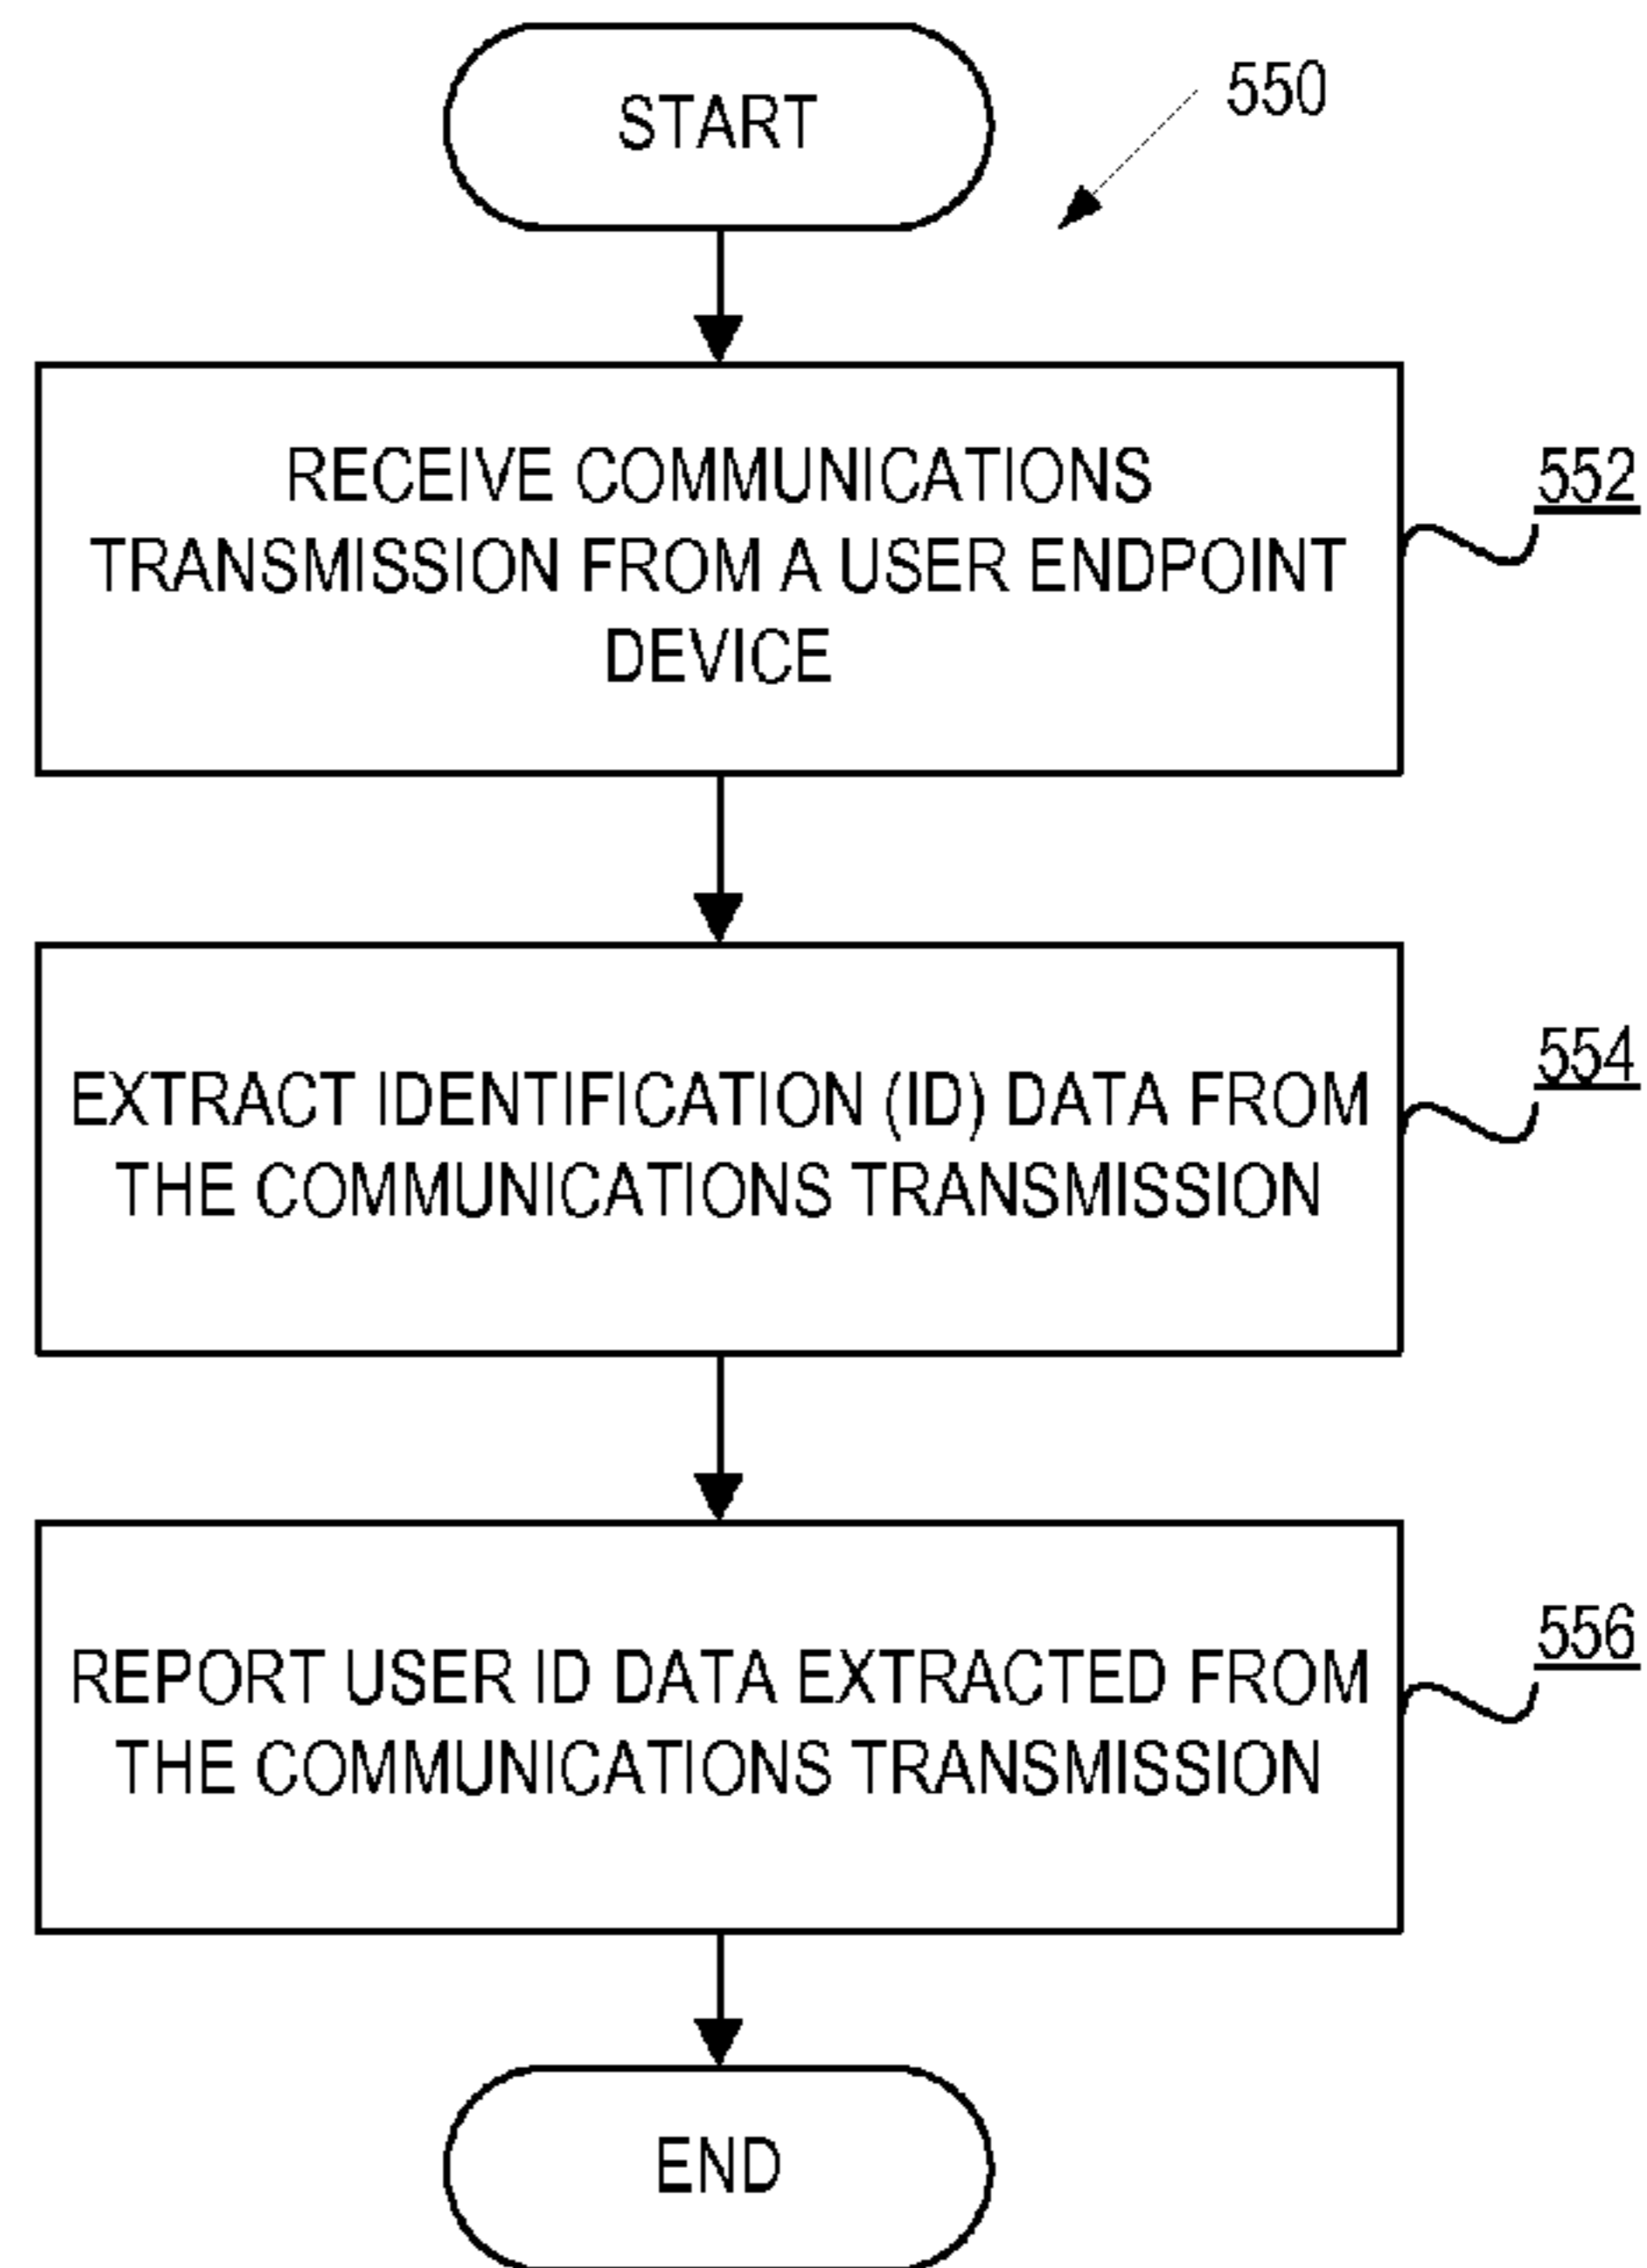 START
550
RECEIVE COMMUNICATIONS
TRANSMISSION FROM A USER ENDPOINT
DEVICE
552
EXTRACT IDENTIFICATION (ID) DATA FROM
THE COMMUNICATIONS TRANSMISSION
554
REPORT USER ID DATA EXTRACTED FROM
THE COMMUNICATIONS TRANSMISSION
556
END